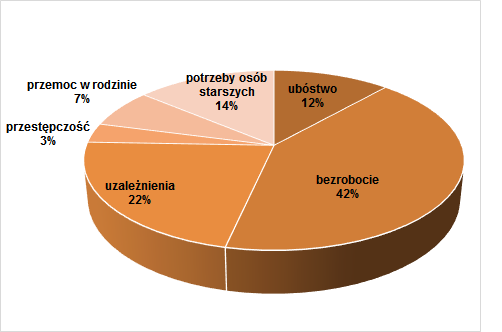 potrzeby osób
starszych
14%
ubóstwo
12%
przemoc w rodzinie
7%
przestępczość
3%
bezrobocie
42%
uzależnienia
22%